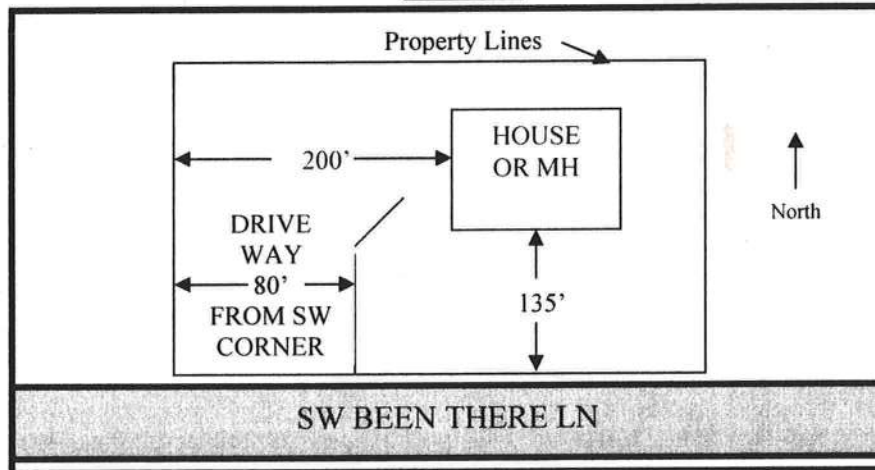 Property Lines
HOUSE
OR MH
200’
North
DRIVE
WAY
80’
FROM SW
CORNER
135’
SW BEEN THERE LN